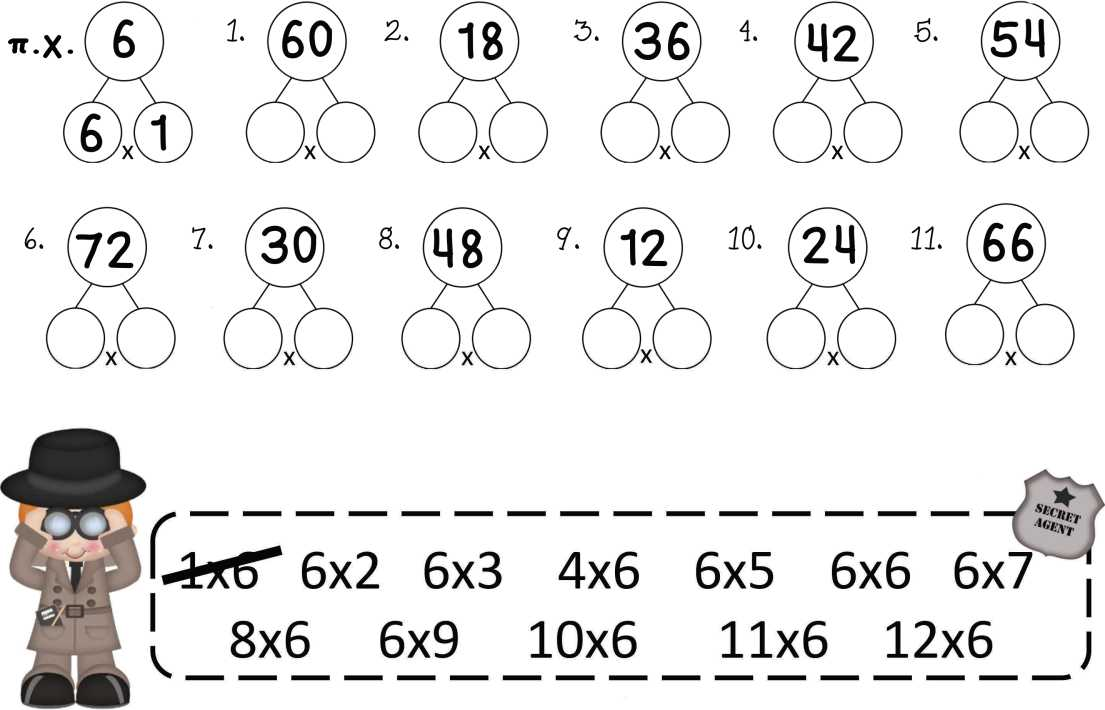 π.χ. 6 1. 60 2. 18 3. 36 4. 42 5. 54
6 x 1 x x x x x
6. 72 7. 30 8. 48 9. 12 10. 24 11. 66
x x x x x x
SECRET
AGENT
1x6 6x2 6x3 4x6 6x5 6x6 6x7
8x6 6x9 10x6 11x6 12x6